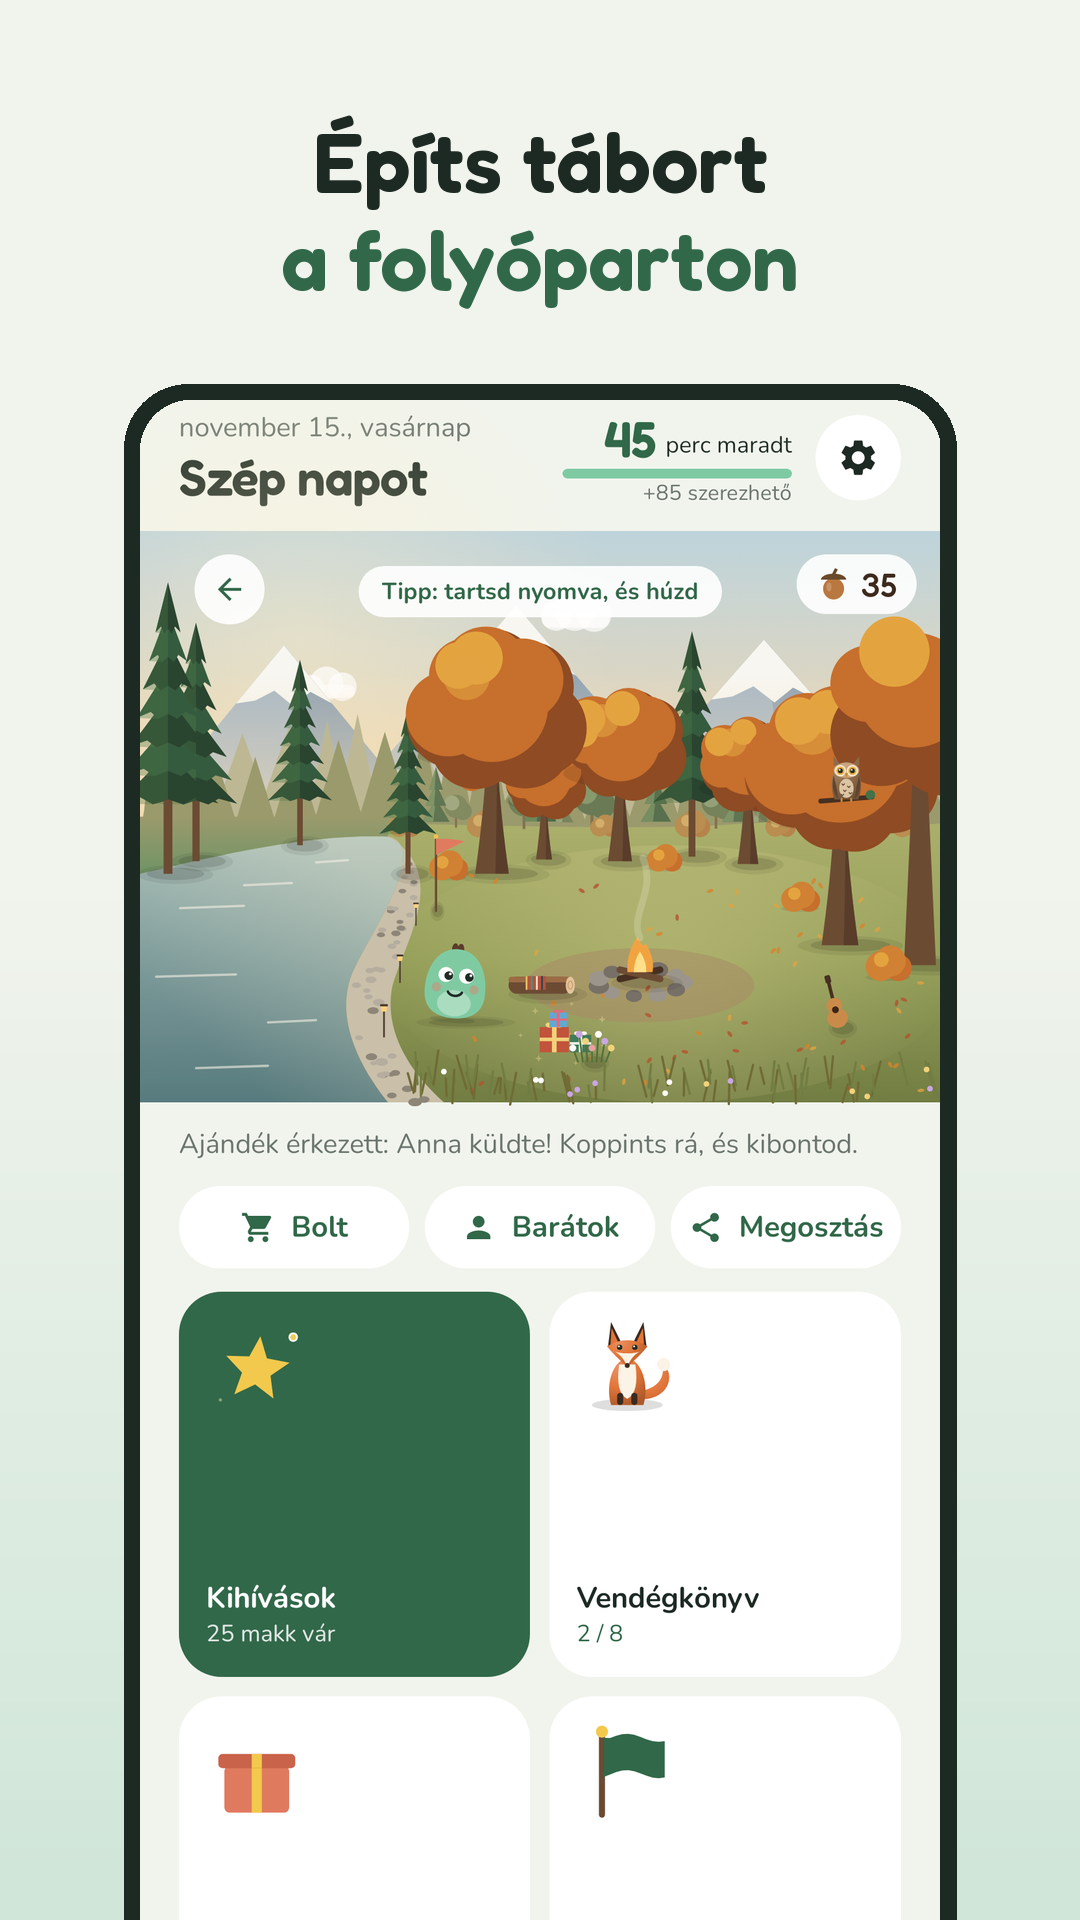 Építs tábort
a folyóparton
november 15., vasárnap
Szép napot
45 perc maradt
+85 szerezhető
Tipp: tartsd nyomva, és húzd
35
Ajándék érkezett: Anna küldte! Koppints rá, és kibontod.
Bolt
Barátok
Megosztás
Kihívások
25 makk vár
Vendégkönyv
2 / 8